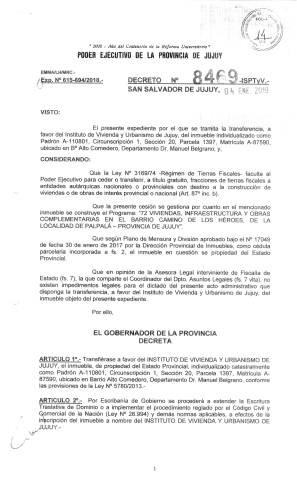 "2018 - Año del Centenario de la Reforma Universitaria"
PODER EJECUTIVO DE LA PROVINCIA DE JUJUY
14
EMMA/LH/MRC.-
Exp. Nº 615-694/2018.-
DECRETO Nº 8469 -ISPTyV.-
SAN SALVADOR DE JUJUY, 04 ENE. 2019
VISTO:
El presente expediente por el que se tramita la transferencia, a
favor del Instituto de Vivienda y Urbanismo de Jujuy, del inmueble individualizado como
Padrón A-110801, Circunscripción 1, Sección 20, Parcela 1397, Matrícula A-87590,
ubicado en Bº Alto Comedero, Departamento Dr. Manuel Belgrano; y,
CONSIDERANDO:
Que la Ley Nº 3169/74 -Régimen de Tierras Fiscales- faculta al
Poder Ejecutivo para ceder o transferir, a título gratuito, fracciones de tierras fiscales a
entidades autárquicas nacionales o provinciales con destino a la construcción de
viviendas o de obras de interés provincial o nacional (Art. 87º inc. b).
Que la presente cesión se gestiona por cuanto en el mencionado
inmueble se construye el Programa: "72 VIVIENDAS, INFRAESTRUCTURA Y OBRAS
COMPLEMENTARIAS EN EL BARRIO CAMINO DE LOS HÉROES, DE LA
LOCALIDAD DE PALPALÁ – PROVINCIA DE JUJUY".
Que según Plano de Mensura y División aprobado bajo el Nº 17049
de fecha 30 de enero de 2017 por la Dirección Provincial de Inmuebles, como cédula
parcelaria incorporada a fs. 2, el inmueble en cuestión se propiedad del Estado
Provincial.
Que en opinión de la Asesora Legal interviniente de Fiscalía de
Estado (fs. 7), la que comparte el Coordinador del Dpto. Asuntos Legales (fs. 7 vlta), no
existen impedimentos legales para el dictado del presente acto administrativo que
disponga la transferencia, a favor del Instituto de Vivienda y Urbanismo de Jujuy, del
inmueble objeto del presente expediente.
Por ello,
EL GOBERNADOR DE LA PROVINCIA
DECRETA
ARTÍCULO 1º.- Transfiérase a favor del INSTITUTO DE VIVIENDA Y URBANISMO DE
JUJUY, el inmueble, de propiedad del Estado Provincial, individualizado catastralmente
como Padrón A-110801, Circunscripción 1, Sección 20, Parcela 1397, Matrícula A-
87590, ubicado en Barrio Alto Comedero, Departamento Dr. Manuel Belgrano, conforme
las provisiones de la Ley Nº 5780/2013.-
ARTÍCULO 2º.- Por Escribanía de Gobierno se procederá a extender la Escritura
Traslativa de Dominio o a implementar el procedimiento reglado por el Código Civil y
Comercial de la Nación (Ley Nº 26.994) y demás normas aplicables, a efectos de la
inscripción del inmueble a nombre del INSTITUTO DE VIVIENDA Y URBANISMO DE
JUJUY.-
1